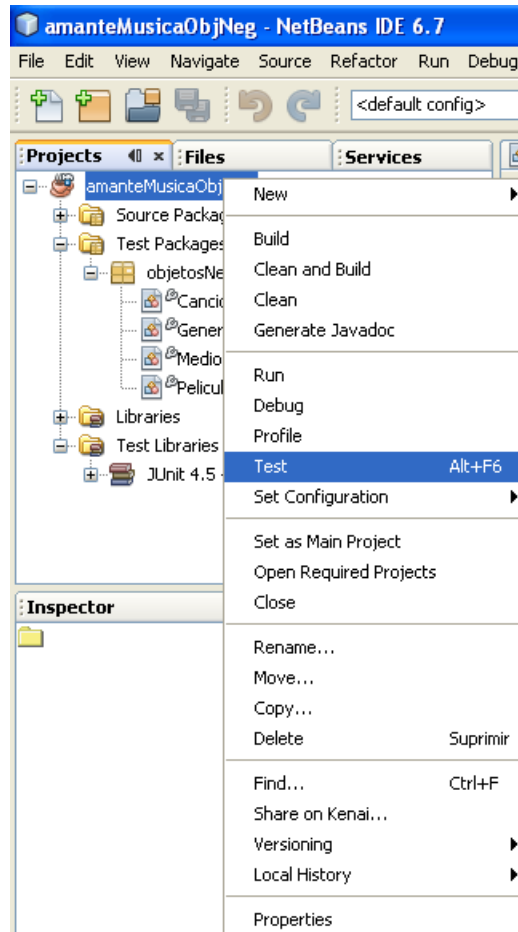 amanteMusicaObjNeg - NetBeans IDE 6.7
File Edit View Navigate Source Refactor Run Debug
<default config>
Projects Files Services
amanteMusicaObj
Source Packag
Test Packages
objetosNe
Cancio
Gener
Medio
Pelicul
Libraries
Test Libraries
JUnit 4.5 -
Inspector
New
Build
Clean and Build
Clean
Generate Javadoc
Run
Debug
Profile
Test Alt+F6
Set Configuration
Set as Main Project
Open Required Projects
Close
Rename...
Move...
Copy...
Delete Suprimir
Find... Ctrl+F
Share on Kenai...
Versioning
Local History
Properties